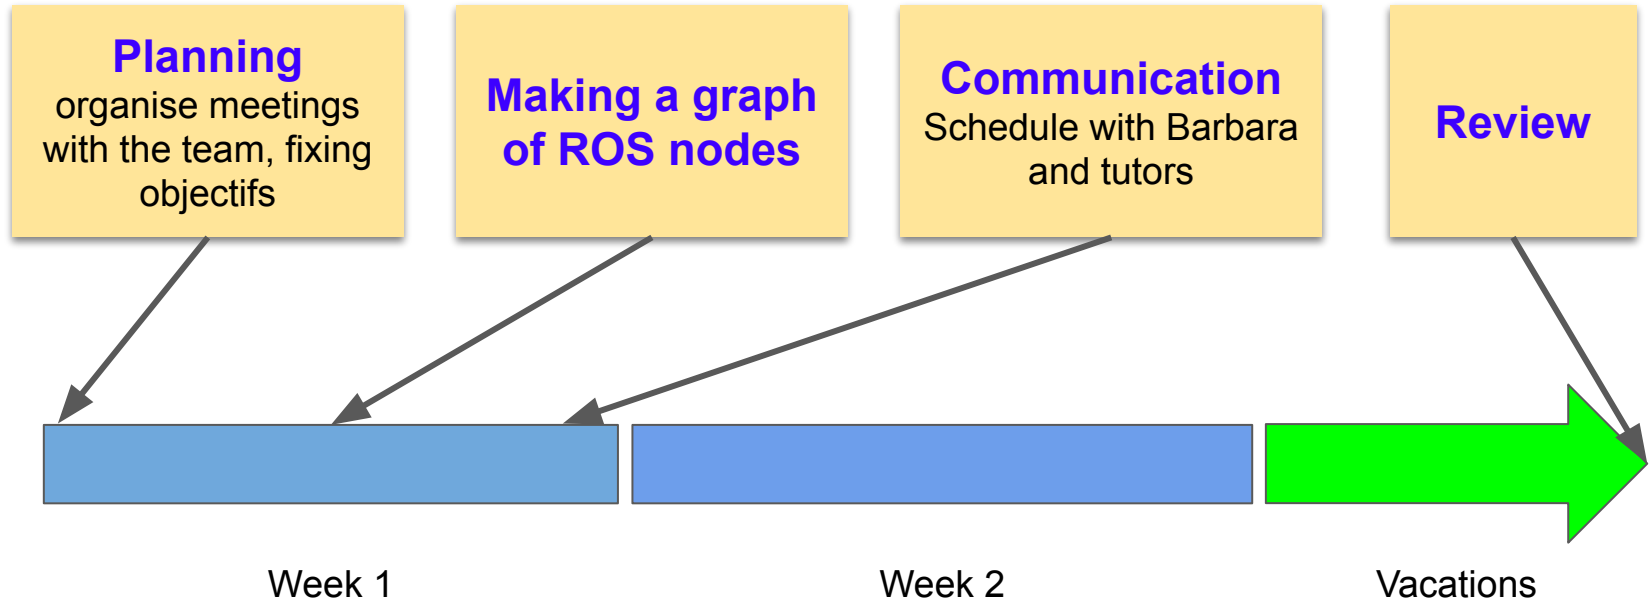 Planning
organise meetings
with the team, fixing
objectifs
Making a graph
of ROS nodes
Communication
Schedule with Barbara
and tutors
Review
Week 1
Week 2
Vacations